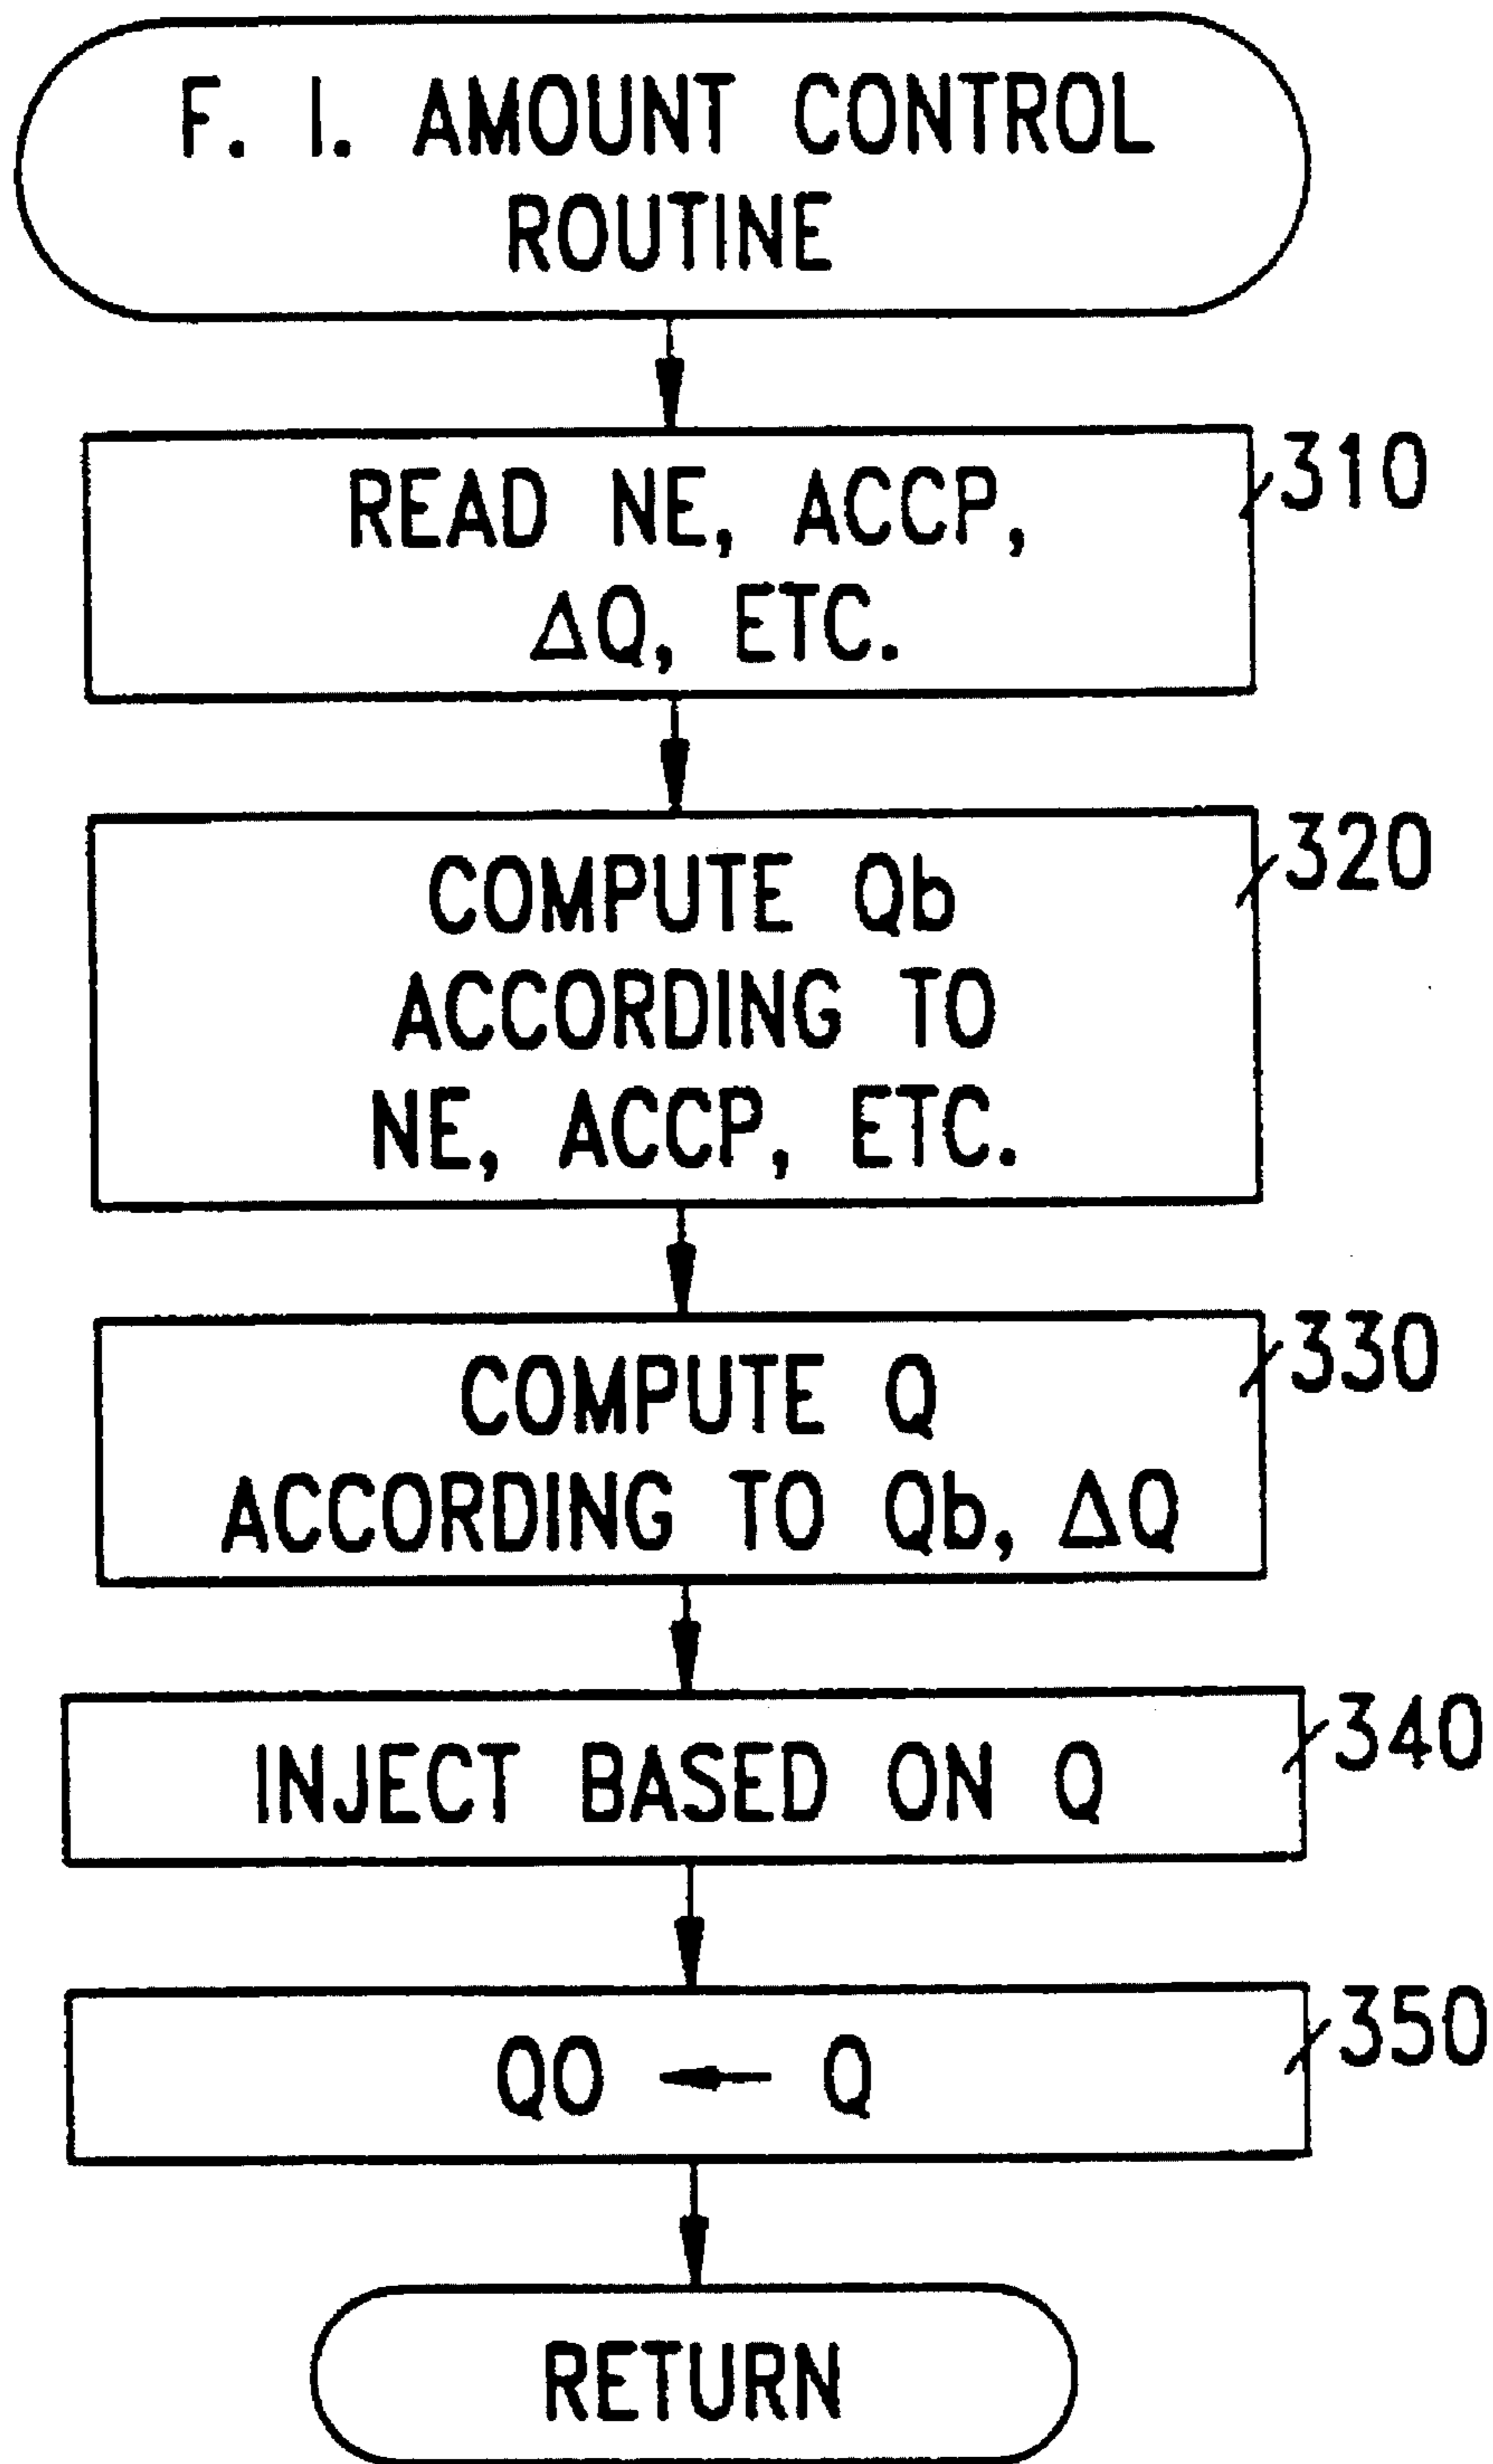 F. I. AMOUNT CONTROL
ROUTINE
READ NE, ACCP,
ΔQ, ETC.
310
COMPUTE Qb
ACCORDING TO
NE, ACCP, ETC.
320
COMPUTE Q
ACCORDING TO Qb, ΔQ
330
INJECT BASED ON Q
340
QO ← Q
350
RETURN